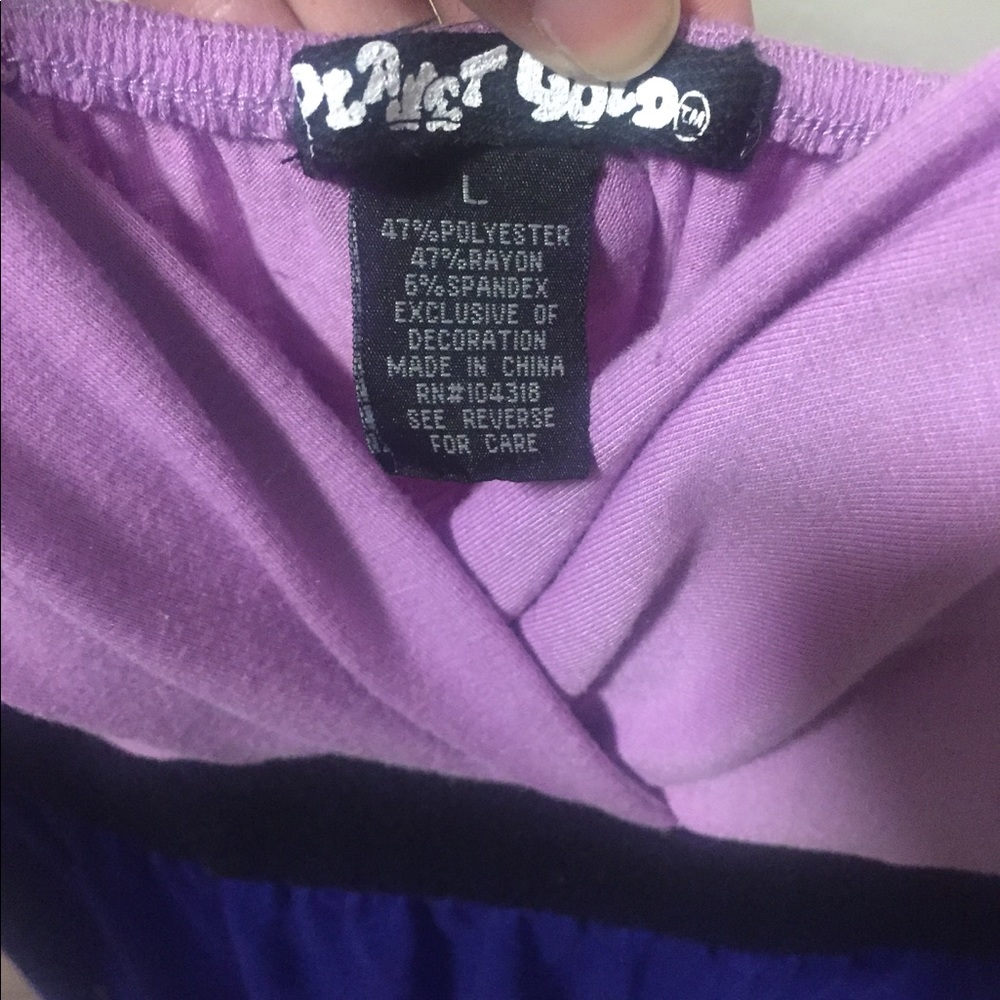 PLANET GOLD TM
L
47%POLYESTER
47%RAYON
6%SPANDEX
EXCLUSIVE OF
DECORATION
MADE IN CHINA
RN#104318
SEE REVERSE
FOR CARE